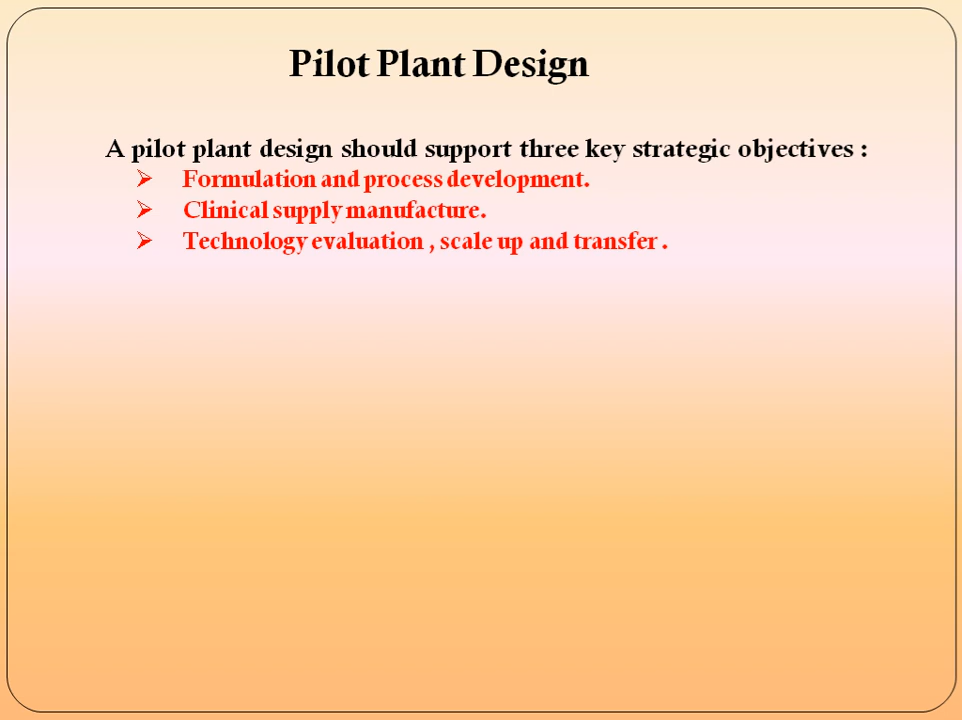 Pilot Plant Design
A pilot plant design should support three key strategic objectives :
➢ Formulation and process development.
➢ Clinical supply manufacture.
➢ Technology evaluation , scale up and transfer .